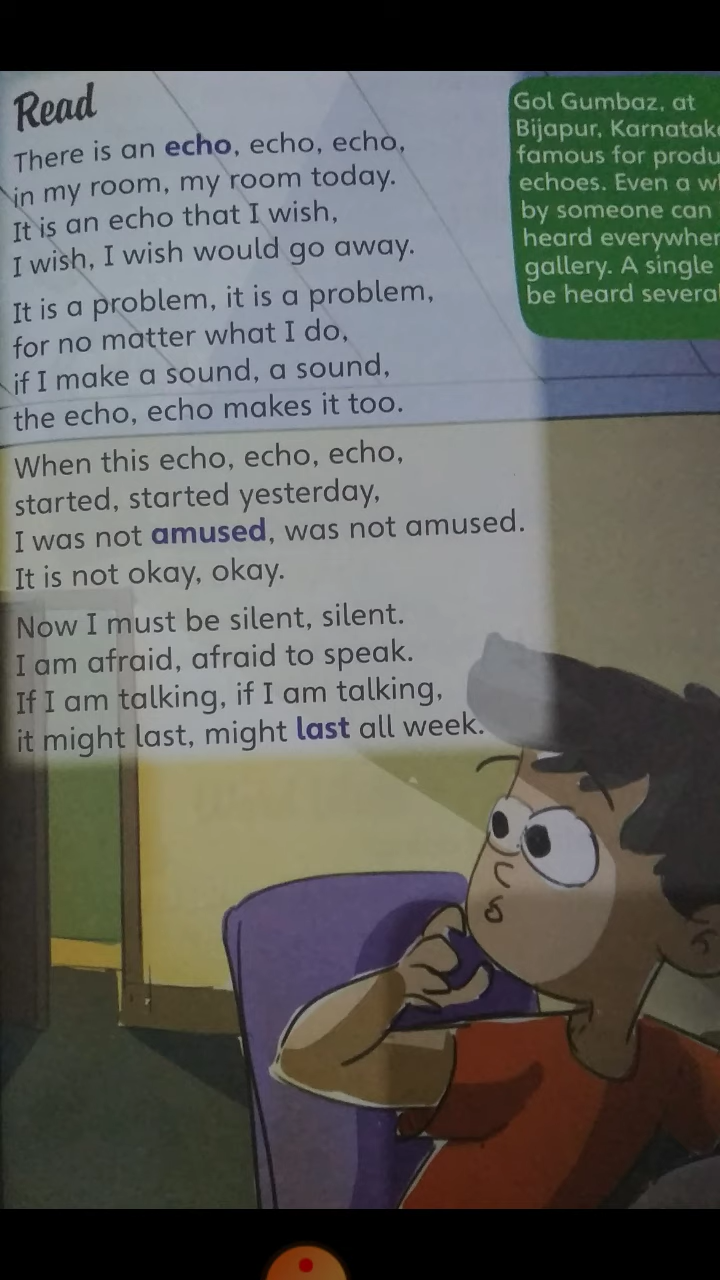 Read
There is an echo, echo, echo,
in my room, my room today.
It is an echo that I wish,
I wish, I wish would go away.
It is a problem, it is a problem,
for no matter what I do,
if I make a sound, a sound,
the echo, echo makes it too.
When this echo, echo, echo,
started, started yesterday,
I was not amused, was not amused.
It is not okay, okay.
Now I must be silent, silent.
I am afraid, afraid to speak.
If I am talking, if I am talking,
it might last, might last all week.
Gol Gumbaz, at
Bijapur, Karnatak
famous for produ
echoes. Even a w
by someone can
heard everywher
gallery. A single
be heard several